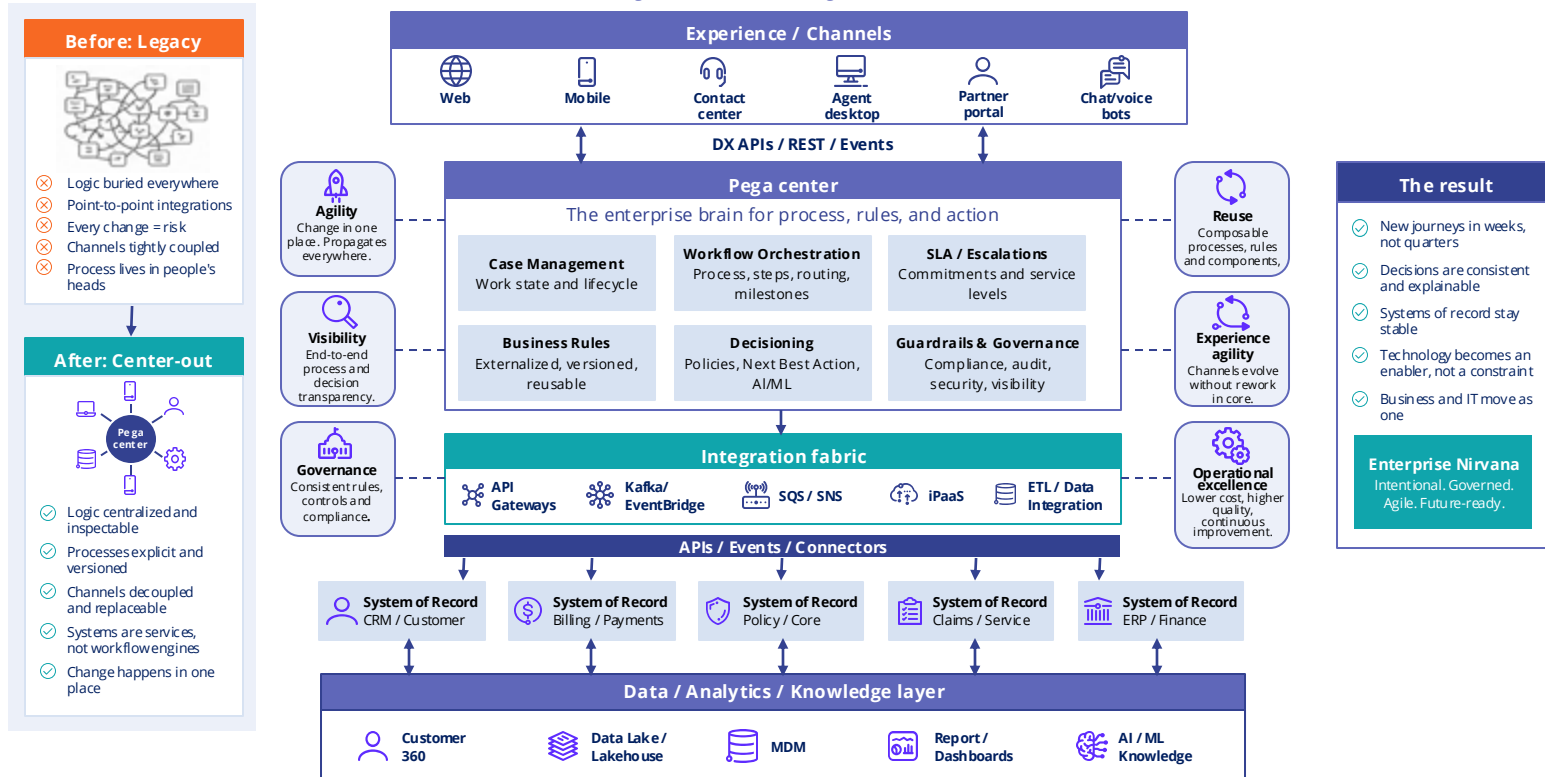 Before: Legacy
Logic buried everywhere
Point-to-point integrations
Every change = risk
Channels tightly coupled
Process lives in people's
heads
After: Center-out
Pega
center
Logic centralized and
inspectable
Processes explicit and
versioned
Channels decoupled
and replaceable
Systems are services,
not workflow engines
Change happens in one
place
Experience / Channels
Web
Mobile
Contact
center
Agent
desktop
Partner
portal
Chat/voice
bots
DX APIs / REST / Events
Agility
Change in one
place. Propagates
everywhere.
Visibility
End-to-end
process and
decision
transparency.
Governance
Consistent rules,
controls and
compliance.
Pega center
The enterprise brain for process, rules, and action
Case Management
Work state and lifecycle
Workflow Orchestration
Process, steps, routing,
milestones
SLA / Escalations
Commitments and service
levels
Business Rules
Externalized, versioned,
reusable
Decisioning
Policies, Next Best Action,
AI/ML
Guardrails & Governance
Compliance, audit,
security, visibility
Integration fabric
API
Gateways
Kafka/
EventBridge
SQS / SNS
iPaaS
ETL / Data
Integration
APIs / Events / Connectors
Reuse
Composable
processes, rules
and components,
Experience
agility
Channels evolve
without rework
in core.
Operational
excellence
Lower cost, higher
quality,
continuous
improvement.
System of Record
CRM / Customer
System of Record
Billing / Payments
System of Record
Policy / Core
System of Record
Claims / Service
System of Record
ERP / Finance
Data / Analytics / Knowledge layer
Customer
360
Data Lake /
Lakehouse
MDM
Report /
Dashboards
AI / ML
Knowledge
The result
New journeys in weeks,
not quarters
Decisions are consistent
and explainable
Systems of record stay
stable
Technology becomes an
enabler, not a constraint
Business and IT move as
one
Enterprise Nirvana
Intentional. Governed.
Agile. Future-ready.